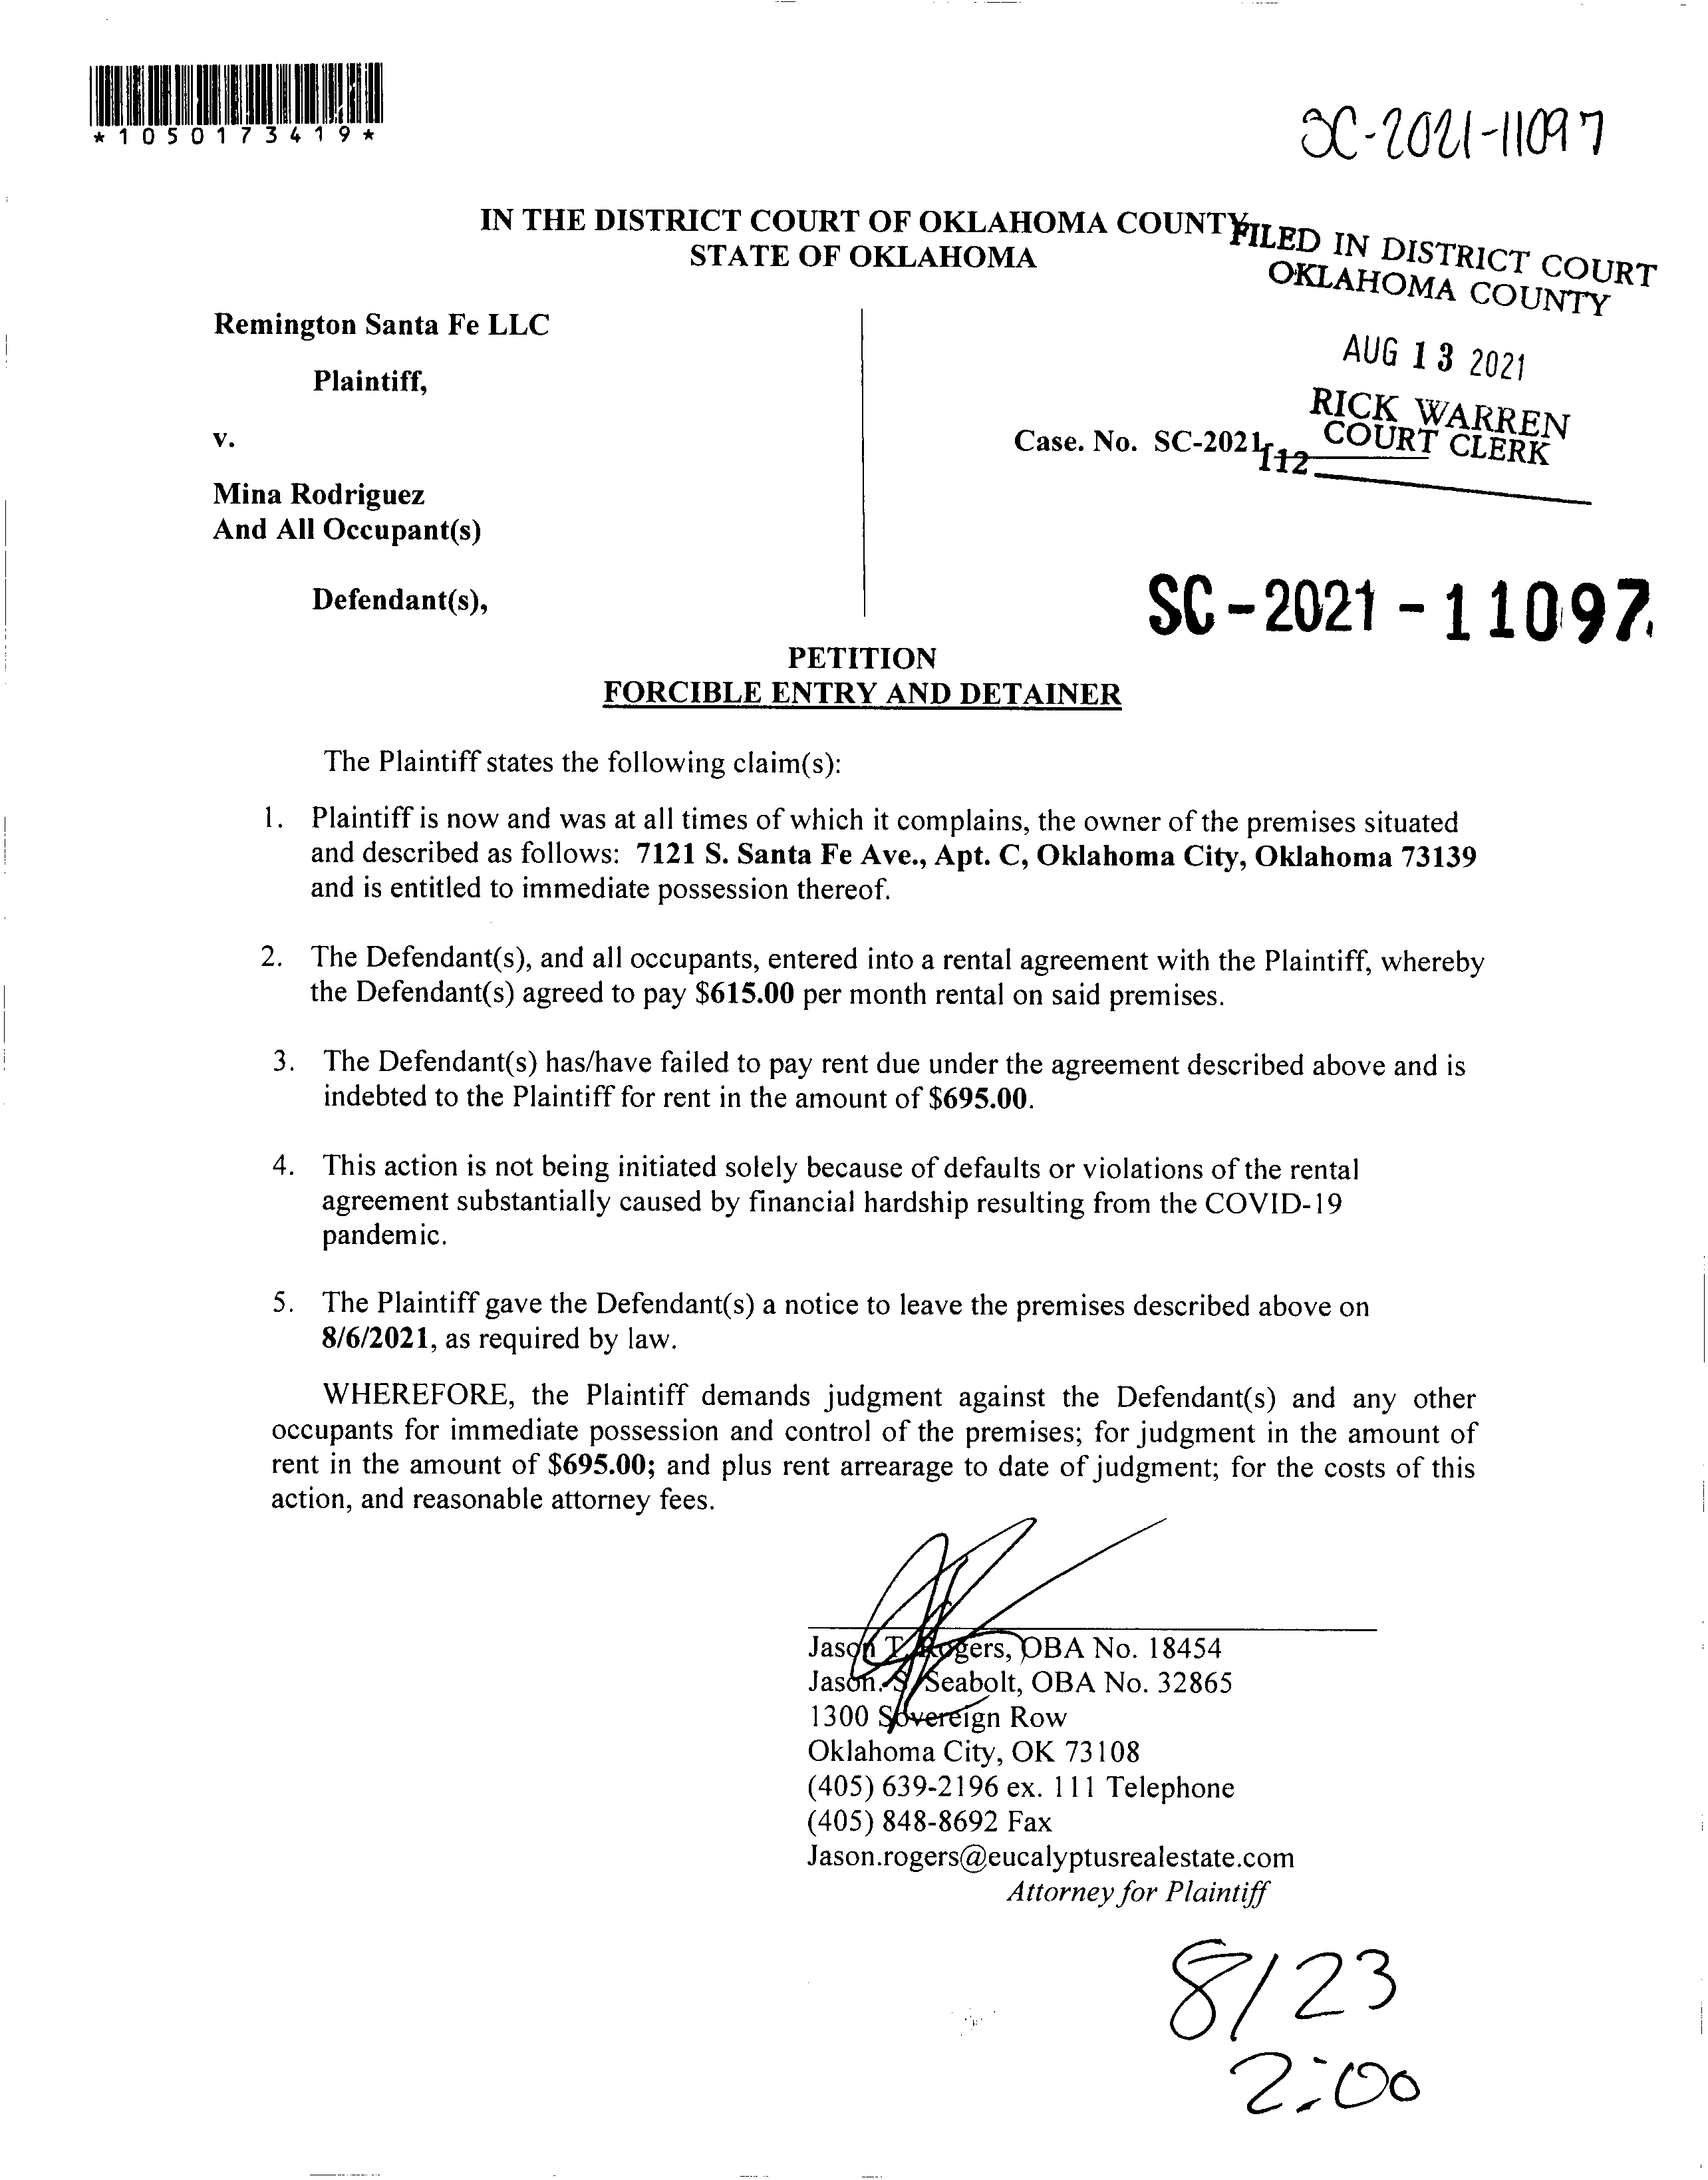 *1050173419*
SC-2021-11097
IN THE DISTRICT COURT OF OKLAHOMA COUNTY
STATE OF OKLAHOMA
FILED IN DISTRICT COURT
OKLAHOMA COUNTY
AUG 13 2021
RICK WARREN
COURT CLERK
112
Remington Santa Fe LLC
Plaintiff,
v.
Case. No. SC-2021-
Mina Rodriguez
And All Occupant(s)
Defendant(s),
SC-2021-11097
PETITION
FORCIBLE ENTRY AND DETAINER
The Plaintiff states the following claim(s):
1. Plaintiff is now and was at all times of which it complains, the owner of the premises situated
and described as follows: 7121 S. Santa Fe Ave., Apt. C, Oklahoma City, Oklahoma 73139
and is entitled to immediate possession thereof.
2. The Defendant(s), and all occupants, entered into a rental agreement with the Plaintiff, whereby
the Defendant(s) agreed to pay $615.00 per month rental on said premises.
3. The Defendant(s) has/have failed to pay rent due under the agreement described above and is
indebted to the Plaintiff for rent in the amount of $695.00.
4. This action is not being initiated solely because of defaults or violations of the rental
agreement substantially caused by financial hardship resulting from the COVID-19
pandemic.
5. The Plaintiff gave the Defendant(s) a notice to leave the premises described above on
8/6/2021, as required by law.
WHEREFORE, the Plaintiff demands judgment against the Defendant(s) and any other
occupants for immediate possession and control of the premises; for judgment in the amount of
rent in the amount of $695.00; and plus rent arrearage to date of judgment; for the costs of this
action, and reasonable attorney fees.
Jason T. Rogers, OBA No. 18454
Jason. S. Seabolt, OBA No. 32865
1300 Sovereign Row
Oklahoma City, OK 73108
(405) 639-2196 ex. 111 Telephone
(405) 848-8692 Fax
Jason.rogers@eucalyptusrealestate.com
Attorney for Plaintiff
8/23
2:00